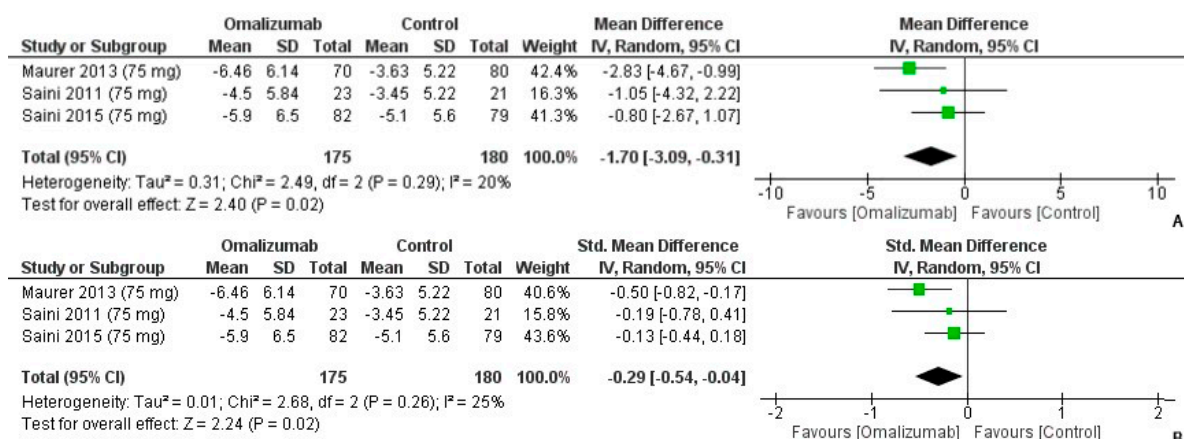 Omalizumab Control Mean Difference Mean Difference
Study or Subgroup Mean SD Total Mean SD Total Weight IV, Random, 95% CI IV, Random, 95% CI
Maurer 2013 (75 mg) -6.46 6.14 70 -3.63 5.22 80 42.4% -2.83 [-4.67, -0.99]
Saini 2011 (75 mg) -4.5 5.84 23 -3.45 5.22 21 16.3% -1.05 [-4.32, 2.22]
Saini 2015 (75 mg) -5.9 6.5 82 -5.1 5.6 79 41.3% -0.80 [-2.67, 1.07]
Total (95% CI) 175 180 100.0% -1.70 [-3.09, -0.31]
Heterogeneity: Tau² = 0.31; Chi² = 2.49, df = 2 (P = 0.29); I² = 20%
Test for overall effect: Z = 2.40 (P = 0.02)
-10 -5 0 5 10
Favours [Omalizumab] Favours [Control]
A
Omalizumab Control Std. Mean Difference Std. Mean Difference
Study or Subgroup Mean SD Total Mean SD Total Weight IV, Random, 95% CI IV, Random, 95% CI
Maurer 2013 (75 mg) -6.46 6.14 70 -3.63 5.22 80 40.6% -0.50 [-0.82, -0.17]
Saini 2011 (75 mg) -4.5 5.84 23 -3.45 5.22 21 15.8% -0.19 [-0.78, 0.41]
Saini 2015 (75 mg) -5.9 6.5 82 -5.1 5.6 79 43.6% -0.13 [-0.44, 0.18]
Total (95% CI) 175 180 100.0% -0.29 [-0.54, -0.04]
Heterogeneity: Tau² = 0.01; Chi² = 2.68, df = 2 (P = 0.26); I² = 25%
Test for overall effect: Z = 2.24 (P = 0.02)
-2 -1 0 1 2
Favours [Omalizumab] Favours [Control]
B